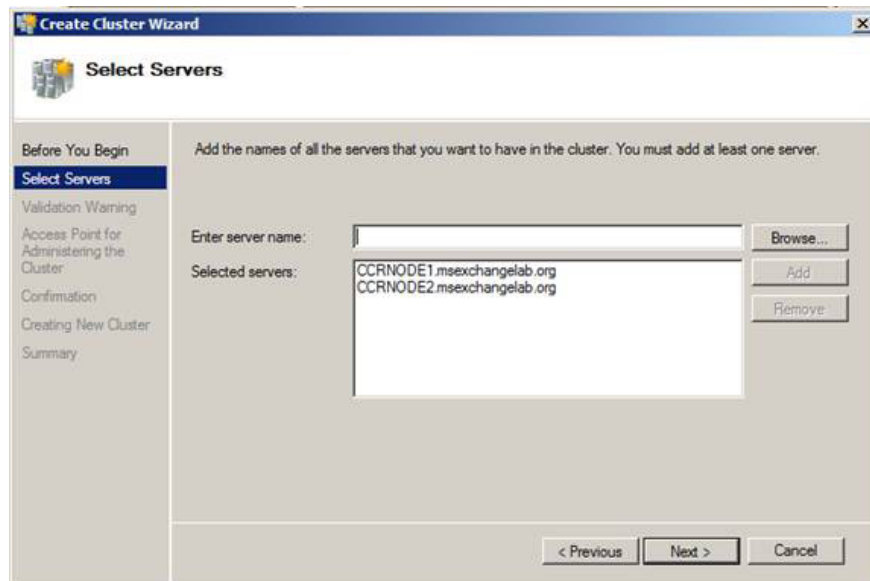 Create Cluster Wizard
Select Servers
Before You Begin
Select Servers
Validation Warning
Access Point for
Administering the
Cluster
Confirmation
Creating New Cluster
Summary
Add the names of all the servers that you want to have in the cluster. You must add at least one server.
Enter server name:
Browse...
Selected servers:
CCRNODE1.msexchangelab.org
CCRNODE2.msexchangelab.org
Add
Remove
< Previous
Next >
Cancel